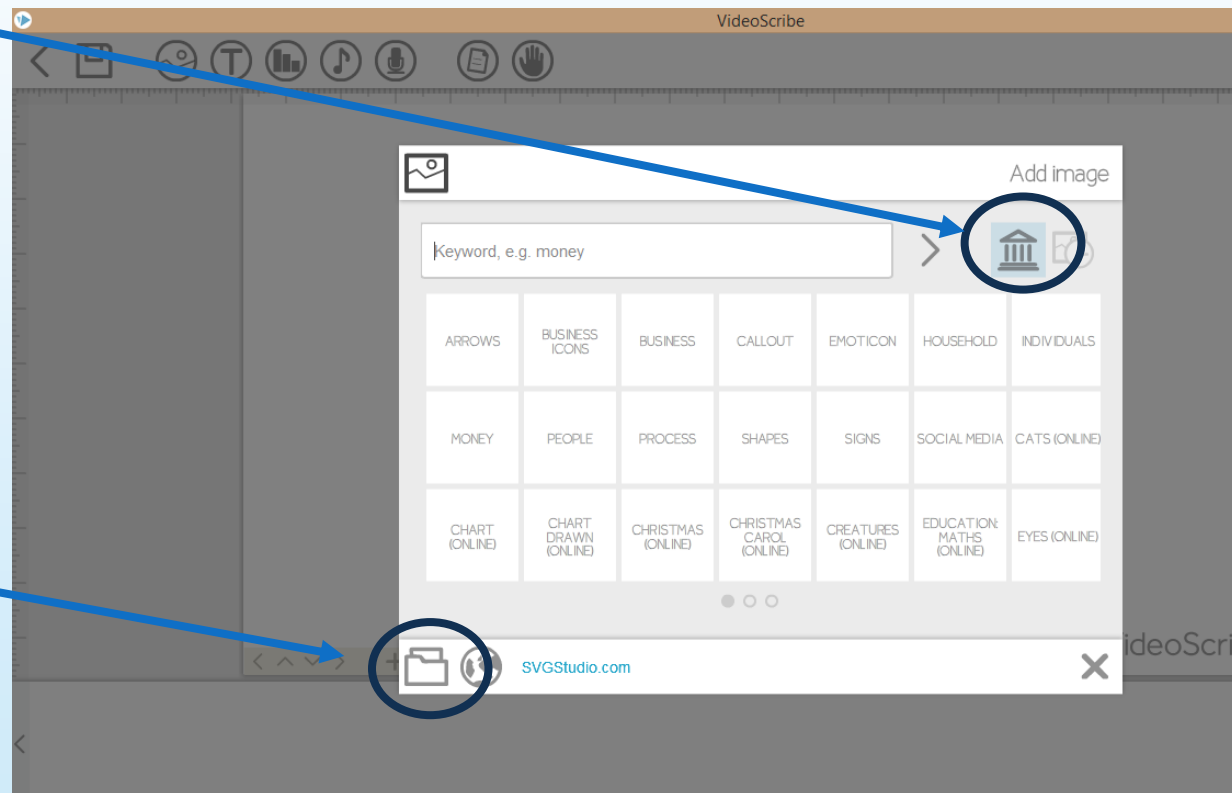 VideoScribe
T
Add image
Keyword, e.g. money
ARROWS
BUSINESS
ICONS
BUSINESS
CALLOUT
EMOTICON
HOUSEHOLD
INDIVIDUALS
MONEY
PEOPLE
PROCESS
SHAPES
SIGNS
SOCIAL MEDIA
CATS (ONLINE)
CHART
(ONLINE)
CHART
DRAWN
(ONLINE)
CHRISTMAS
(ONLINE)
CHRISTMAS
CAROL
(ONLINE)
CREATURES
(ONLINE)
EDUCATION:
MATHS
(ONLINE)
EYES (ONLINE)
ideoScri
SVGStudio.com